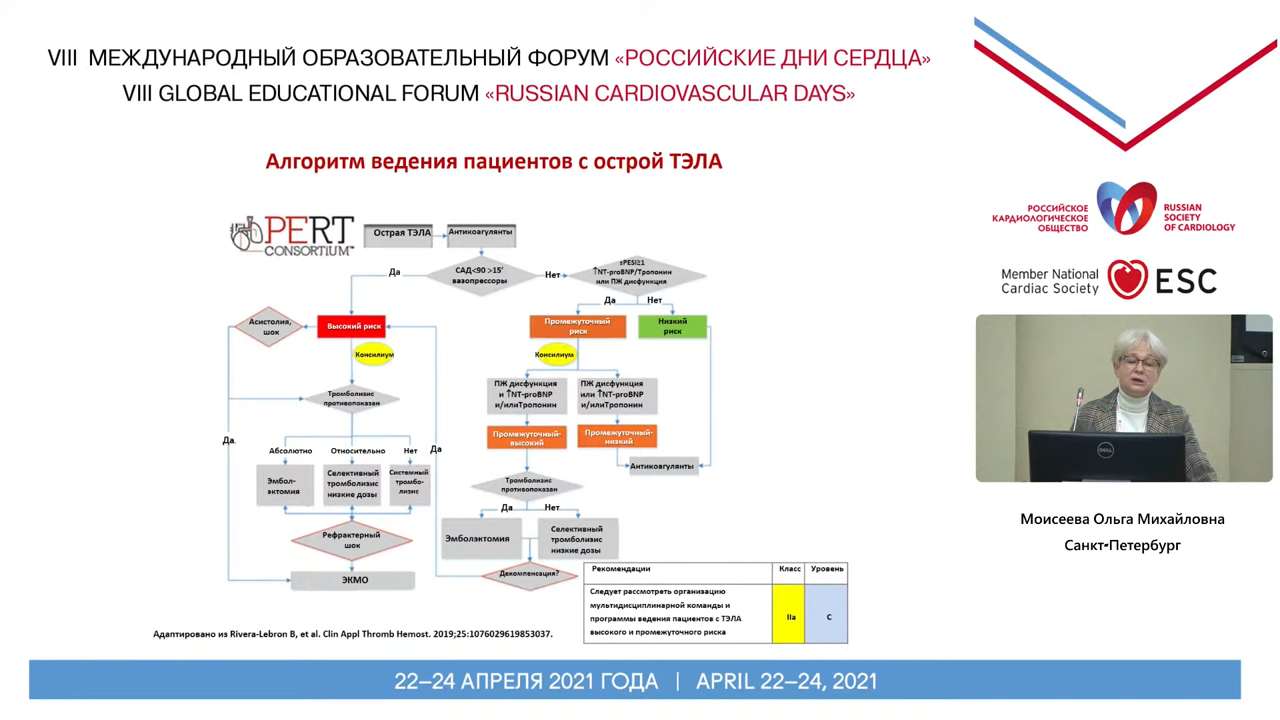 VIII МЕЖДУНАРОДНЫЙ ОБРАЗОВАТЕЛЬНЫЙ ФОРУМ «РОССИЙСКИЕ ДНИ СЕРДЦА»
VIII GLOBAL EDUCATIONAL FORUM «RUSSIAN CARDIOVASCULAR DAYS»
Алгоритм ведения пациентов с острой ТЭЛА
PERT
CONSORTIUM™
Острая ТЭЛА
Антикоагулянты
Да
САД<90 >15'
вазопрессоры
Нет
sPESI≥1
↑NT-proBNP/Тропонин
или ПЖ дисфункция
Да
Нет
Асистолия,
шок
Высокий риск
Промежуточный
риск
Низкий
риск
Консилиум
Консилиум
Тромболизис
противопоказан
ПЖ дисфункция
и ↑NT-proBNP
и/илиТропонин
ПЖ дисфункция
или ↑NT-proBNP
и/илиТропонин
Да
Абсолютно
Относительно
Нет
Да
Промежуточный-
высокий
Промежуточный-
низкий
Антикоагулянты
Эмбол-
эктомия
Селективный
тромболизис
низкие дозы
Системный
тромбо-
лизис
Тромболизис
противопоказан
Да
Нет
Рефрактерный
шок
Эмболэктомия
Селективный
тромболизис
низкие дозы
ЭКМО
Декомпенсация?
Рекомендации
Класс
Уровень
Следует рассмотреть организацию
мультидисциплинарной команды и
программы ведения пациентов с ТЭЛА
высокого и промежуточного риска
IIa
C
Адаптировано из Rivera-Lebron B, et al. Clin Appl Thromb Hemost. 2019;25:1076029619853037.
РОССИЙСКОЕ
КАРДИОЛОГИЧЕСКОЕ
ОБЩЕСТВО
RUSSIAN
SOCIETY
OF CARDIOLOGY
Member National
Cardiac Society
ESC
DELL
Моисеева Ольга Михайловна
Санкт-Петербург
22–24 АПРЕЛЯ 2021 ГОДА | APRIL 22–24, 2021